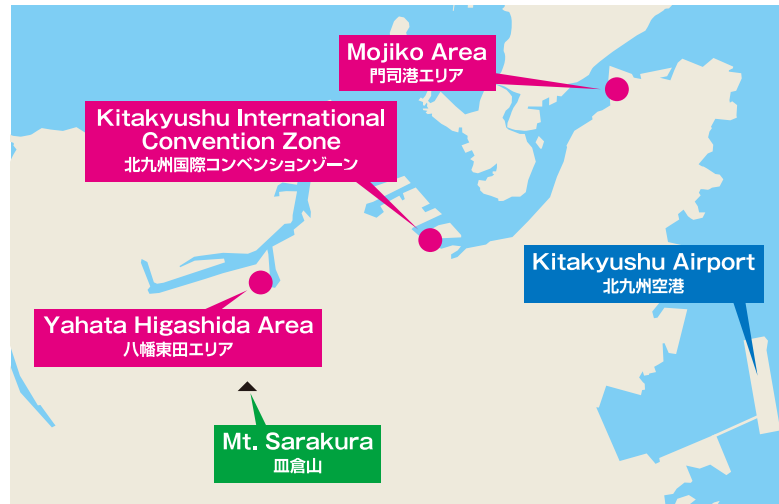 Mojiko Area
門司港エリア
Kitakyushu International
Convention Zone
北九州国際コンベンションゾーン
Kitakyushu Airport
北九州空港
Yahata Higashida Area
八幡東田エリア
Mt. Sarakura
皿倉山